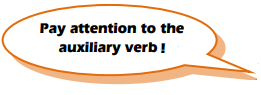 Pay attention to the
auxiliary verb !